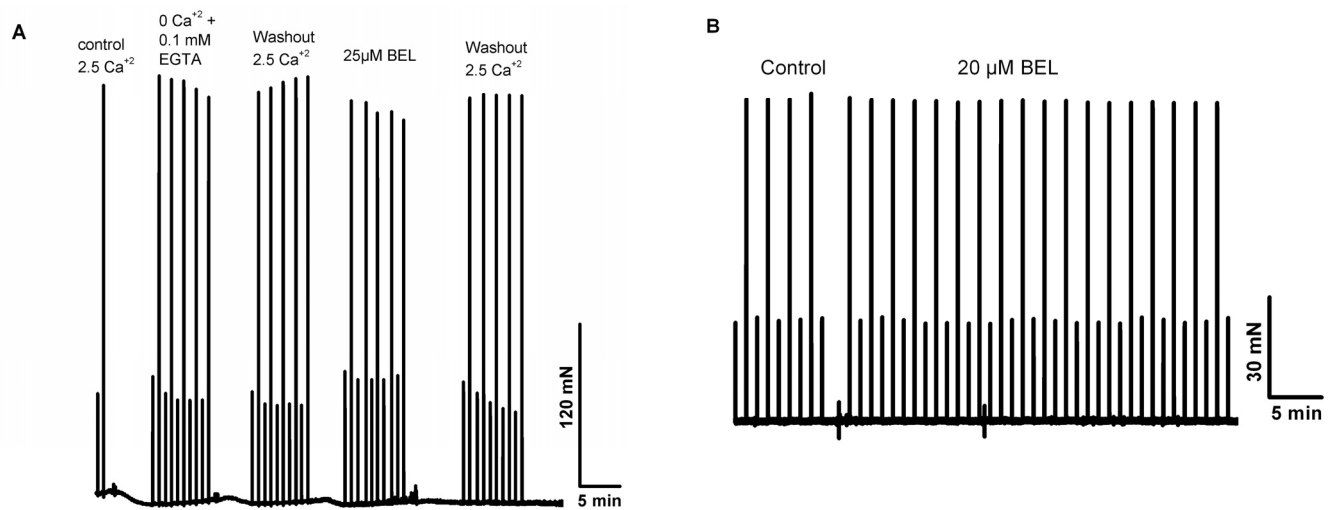 A
control
2.5 Ca⁺²
0 Ca⁺² +
0.1 mM
EGTA
Washout
2.5 Ca⁺²
25µM BEL
Washout
2.5 Ca⁺²
120 mN
5 min
B
Control
20 µM BEL
30 mN
5 min